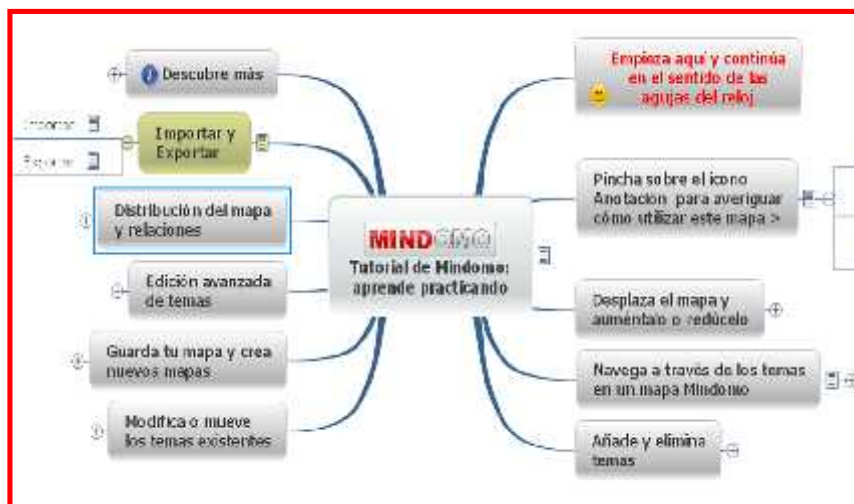 Descubre más
Importar y
Exportar
Importar
Exportar
Distribución del mapa
y relaciones
Edición avanzada
de temas
Guarda tu mapa y crea
nuevos mapas
Modifica o mueve
los temas existentes
MINDOMO
Tutorial de Mindomo:
aprende practicando
Empieza aquí y continúa
en el sentido de las
agujas del reloj
Pincha sobre el icono
Anotación para averiguar
cómo utilizar este mapa >
Desplaza el mapa y
auméntalo o redúcelo
Navega a través de los temas
en un mapa Mindomo
Añade y elimina
temas